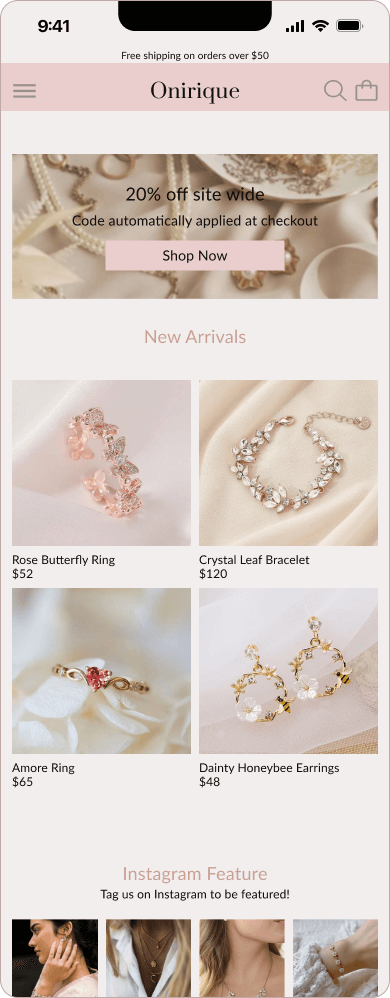 9:41
Free shipping on orders over $50
Onirique
20% off site wide
Code automatically applied at checkout
Shop Now
New Arrivals
Rose Butterfly Ring
$52
Crystal Leaf Bracelet
$120
Amore Ring
$65
Dainty Honeybee Earrings
$48
Instagram Feature
Tag us on Instagram to be featured!